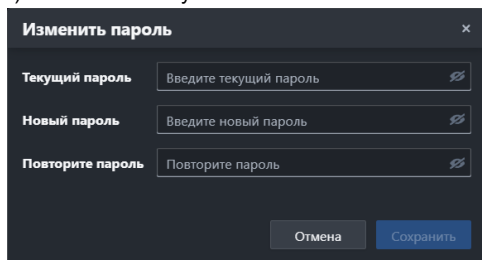 Изменить пароль ×
Текущий пароль Введите текущий пароль
Новый пароль Введите новый пароль
Повторите пароль Повторите пароль
Отмена Сохранить